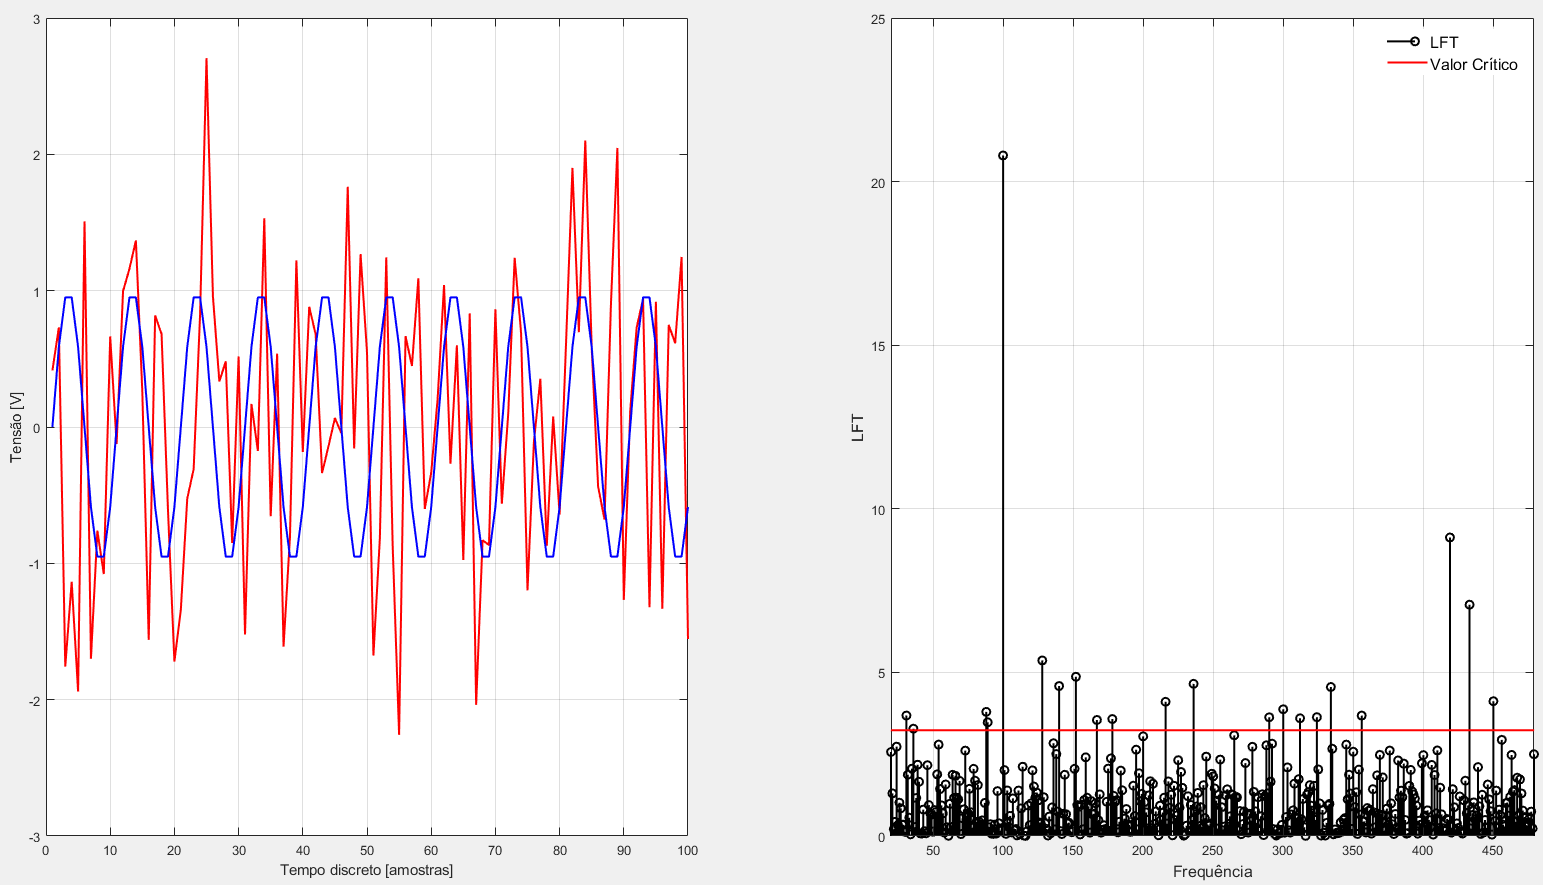 3
2
1
0
-1
-2
-3
0 10 20 30 40 50 60 70 80 90 100
Tensão [V]
Tempo discreto [amostras]
25
20
15
10
5
0
50 100 150 200 250 300 350 400 450
LFT
Frequência
LFT
Valor Crítico